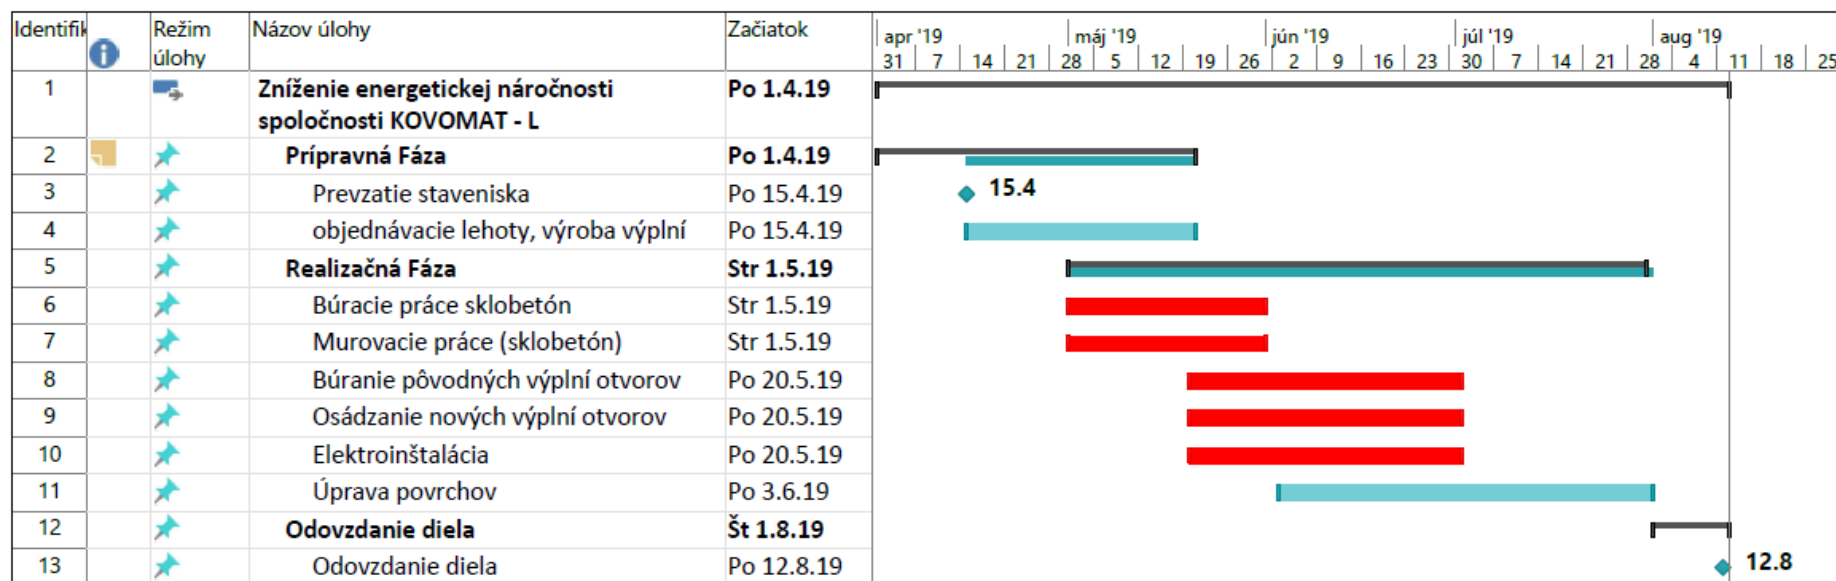 Identifik Režim úlohy Názov úlohy Začiatok
apr '19 máj '19 jún '19 júl '19 aug '19
31 7 14 21 28 5 12 19 26 2 9 16 23 30 7 14 21 28 4 11 18 25
1 Zníženie energetickej náročnosti Po 1.4.19
spoločnosti KOVOMAT - L
2 Prípravná Fáza Po 1.4.19
3 Prevzatie staveniska Po 15.4.19 15.4
4 objednávacie lehoty, výroba výplní Po 15.4.19
5 Realizačná Fáza Str 1.5.19
6 Búracie práce sklobetón Str 1.5.19
7 Murovacie práce (sklobetón) Str 1.5.19
8 Búranie pôvodných výplní otvorov Po 20.5.19
9 Osádzanie nových výplní otvorov Po 20.5.19
10 Elektroinštalácia Po 20.5.19
11 Úprava povrchov Po 3.6.19
12 Odovzdanie diela Št 1.8.19
13 Odovzdanie diela Po 12.8.19 12.8